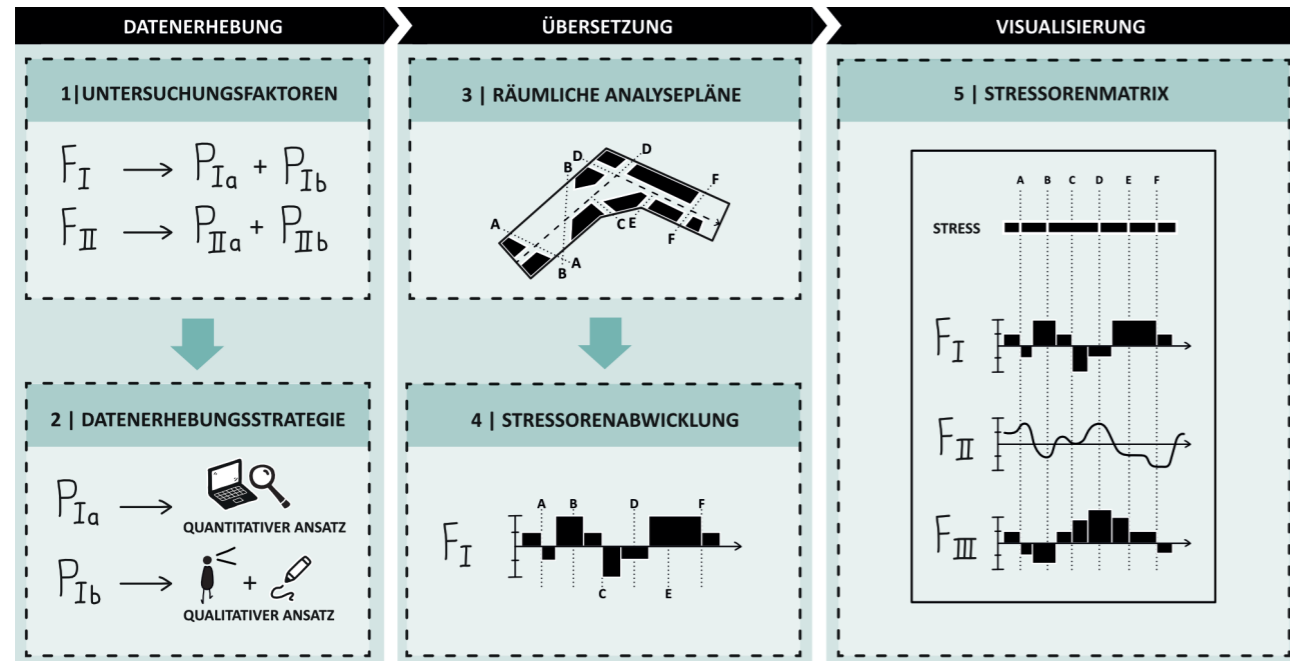 DATENERHEBUNG
1|UNTERSUCHUNGSFAKTOREN
F_I → P_Ia + P_Ib
F_II → P_IIa + P_IIb
2 | DATENERHEBUNGSSTRATEGIE
P_Ia →
QUANTITATIVER ANSATZ
P_Ib → +
QUALITATIVER ANSATZ
ÜBERSETZUNG
3 | RÄUMLICHE ANALYSEPLÄNE
D D
B F
A
C E
F
A
B
4 | STRESSORENABWICKLUNG
A B D F
F_I
C E
VISUALISIERUNG
5 | STRESSORENMATRIX
A B C D E F
STRESS
F_I
F_II
F_III